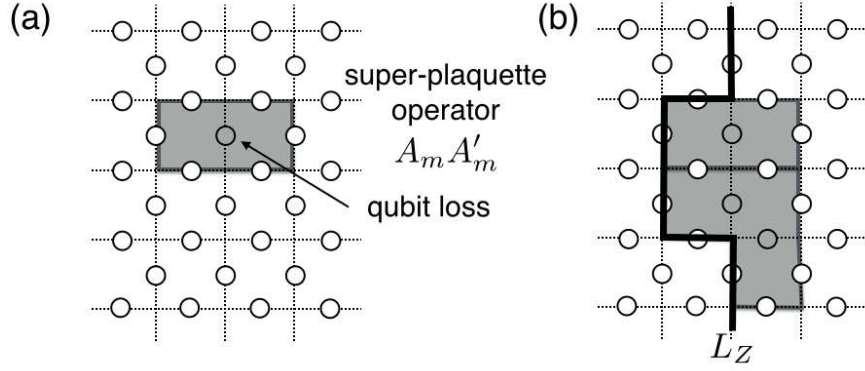 (a)
super-plaquette
operator
A_m A'_m
qubit loss
(b)
L_Z